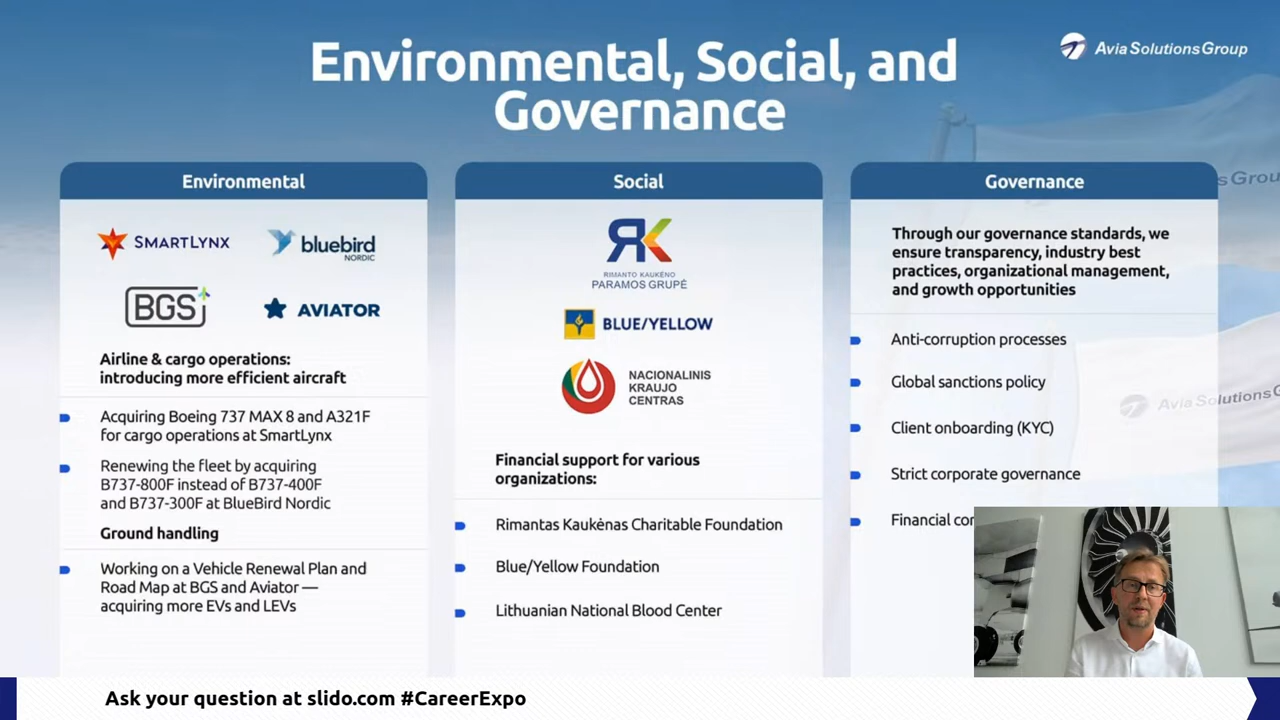 Environmental, Social, and
Governance
Avia Solutions Group
Environmental
SMARTLYNX
bluebird
NORDIC
BGS
AVIATOR
Airline & cargo operations:
introducing more efficient aircraft
Acquiring Boeing 737 MAX 8 and A321F
for cargo operations at SmartLynx
Renewing the fleet by acquiring
B737-800F instead of B737-400F
and B737-300F at BlueBird Nordic
Ground handling
Working on a Vehicle Renewal Plan and
Road Map at BGS and Aviator —
acquiring more EVs and LEVs
Social
RK
RIMANTO KAUKĖNO
PARAMOS GRUPĖ
BLUE/YELLOW
NACIONALINIS
KRAUJO
CENTRAS
Financial support for various
organizations:
Rimantas Kaukėnas Charitable Foundation
Blue/Yellow Foundation
Lithuanian National Blood Center
Governance
Through our governance standards, we
ensure transparency, industry best
practices, organizational management,
and growth opportunities
Anti-corruption processes
Global sanctions policy
Client onboarding (KYC)
Strict corporate governance
Financial
Avia Solutions
Ask your question at slido.com #CareerExpo